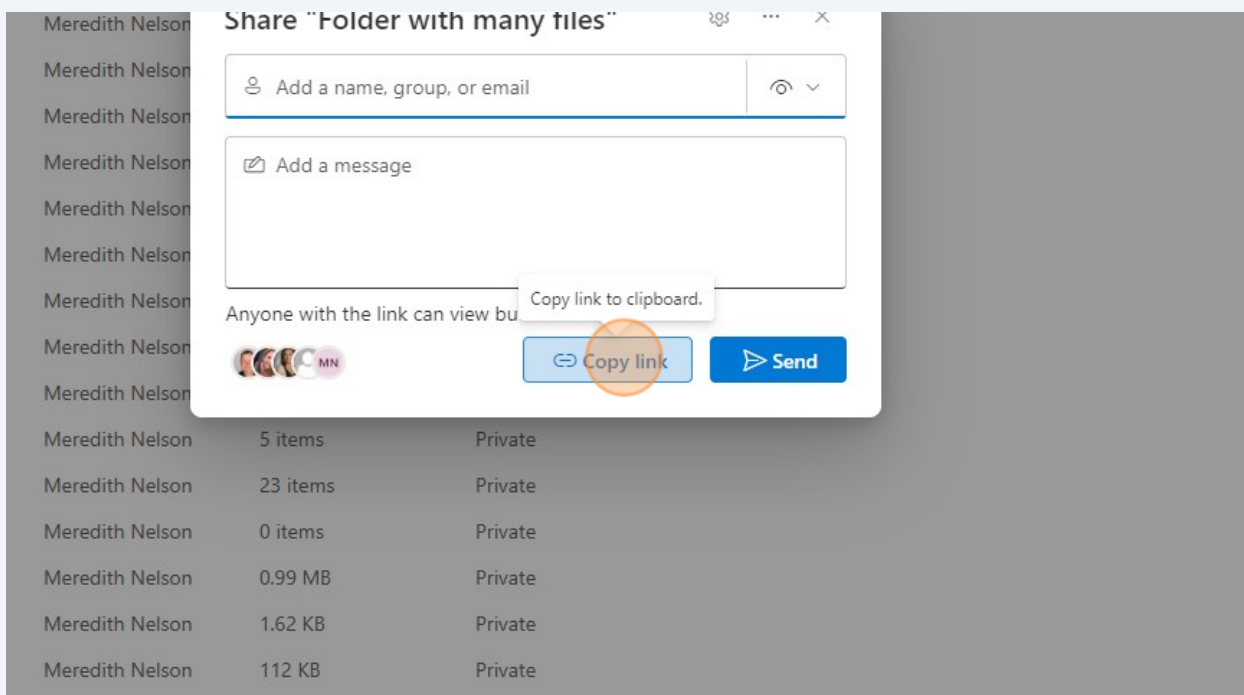 Share "Folder with many files"
Meredith Nelson
Meredith Nelson
Add a name, group, or email
Meredith Nelson
Meredith Nelson
Add a message
Meredith Nelson
Meredith Nelson
Copy link to clipboard.
Meredith Nelson
Anyone with the link can view bu
Meredith Nelson
MN
Copy link
Send
Meredith Nelson
Meredith Nelson 5 items Private
Meredith Nelson 23 items Private
Meredith Nelson 0 items Private
Meredith Nelson 0.99 MB Private
Meredith Nelson 1.62 KB Private
Meredith Nelson 112 KB Private